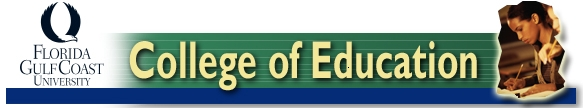 FLORIDA
GULF COAST
UNIVERSITY
College of Education